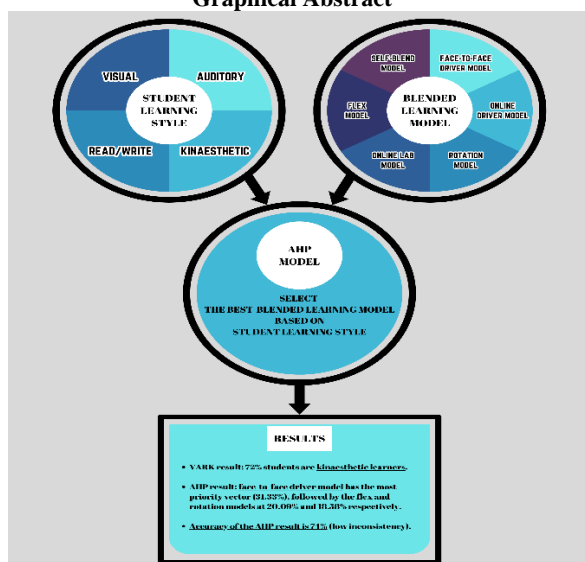 Graphical Abstract
VISUAL
AUDITORY
STUDENT
LEARNING
STYLE
READ/WRITE
KINAESTHETIC
SELF-BLEND
MODEL
FACE-TO-FACE
DRIVER MODEL
FLEX
MODEL
BLENDED
LEARNING
MODEL
ONLINE
DRIVER MODEL
ONLINE LAB
MODEL
ROTATION
MODEL
AHP
MODEL
SELECT
THE BEST BLENDED LEARNING MODEL
BASED ON
STUDENT LEARNING STYLE
RESULTS
• VARK result: 72% students are kinaesthetic learners.
• AHP result: face-to-face driver model has the most
priority vector (31.33%), followed by the flex and
rotation models at 20.09% and respectively.
• Accuracy of the AHP result is (low inconsistency).